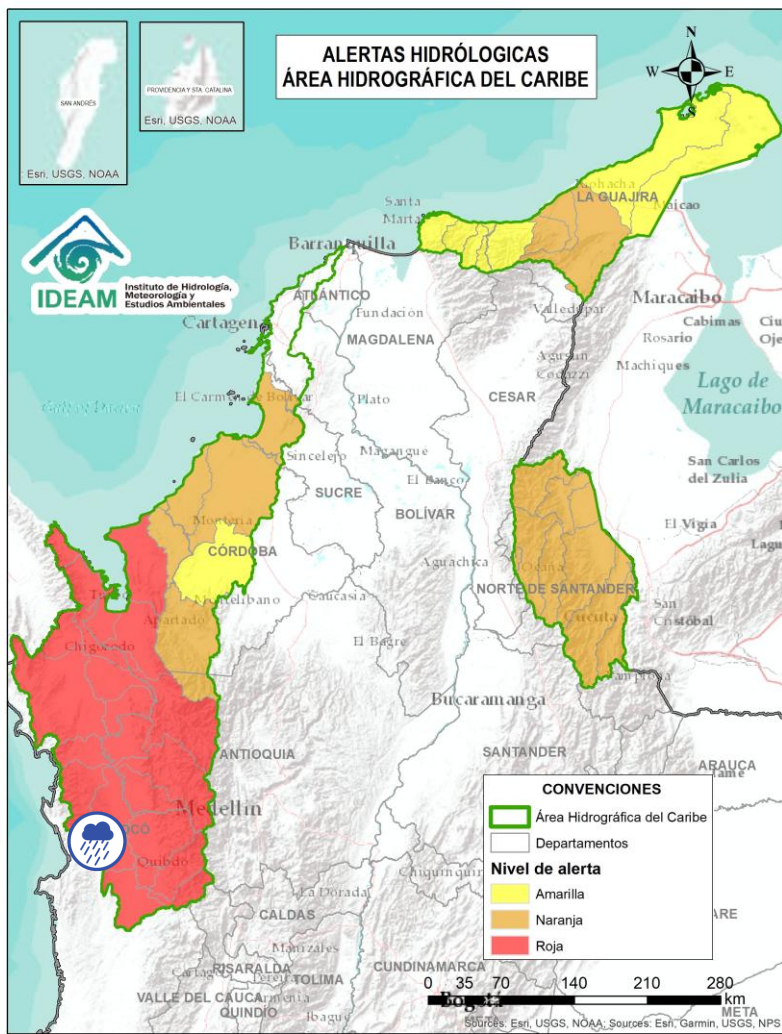 ALERTAS HIDRÓLOGICAS
ÁREA HIDROGRÁFICA DEL CARIBE
N
W
E
S
SAN ANDRÉS
Esri, USGS, NOAA
PROVIDENCIA Y STA. CATALINA
Esri, USGS, NOAA
IDEAM
Instituto de Hidrología,
Meteorología y
Estudios Ambientales
Santa
Marta
LA GUAJIRA
Barranquilla
ATLÁNTICO
Fundación
Valledupar
Maracaibo
Cabimas
Cartagen
MAGDALENA
Rosario
Agustín
Codazzi
Machiques
CESAR
Lago de
Maracaibo
El Carmen de Bolívar
Plato
Sincelejo
Magangue
San Carlos
del Zulia
SUCRE
El Banco
BOLÍVAR
El Vigia
Montería
CÓRDOBA
Aguachica
Ocaña
NORTE DE SANTANDER
Montelíbano
Caucasia
San
Cristóbal
Apartado
Cúcuta
Chigorodo
El Bagre
Bucaramanga
ANTIOQUIA
SANTANDER
ARAUCA
Medellín
Quibdó
La Dorada
CALDAS
Manizales
RISARALDA
TOLIMA
CUNDINAMARCA
VALLE DEL CAUCA
QUINDÍO
Ibague
META
CONVENCIONES
Área Hidrográfica del Caribe
Departamentos
Nivel de alerta
Amarilla
Naranja
Roja
0 35 70 140 210 280
km
Sources: Esri, USGS, NOAA; Sources: Esri, Garmin, USGS, NPS